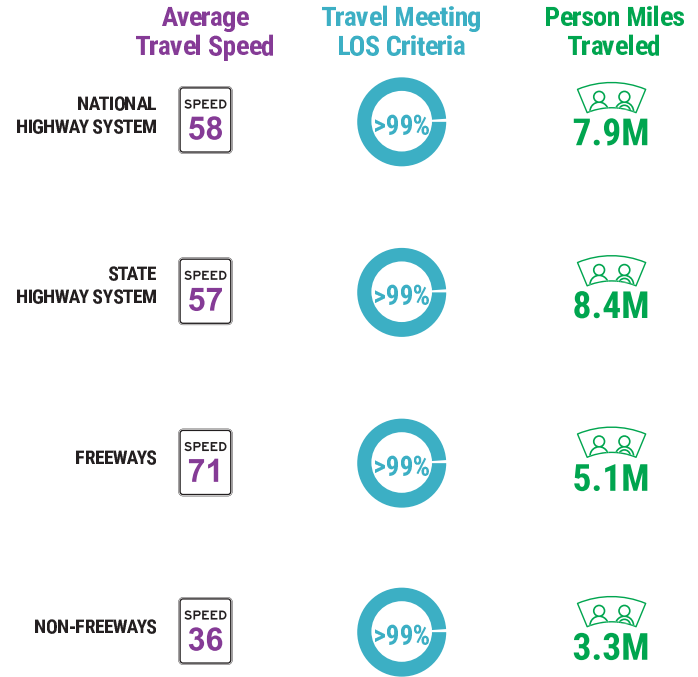 Average Travel Meeting Person Miles
Travel Speed LOS Criteria Traveled
NATIONAL
HIGHWAY SYSTEM
SPEED
58
>99%
7.9M
STATE
HIGHWAY SYSTEM
SPEED
57
>99%
8.4M
FREEWAYS
SPEED
71
>99%
5.1M
NON-FREEWAYS
SPEED
36
>99%
3.3M